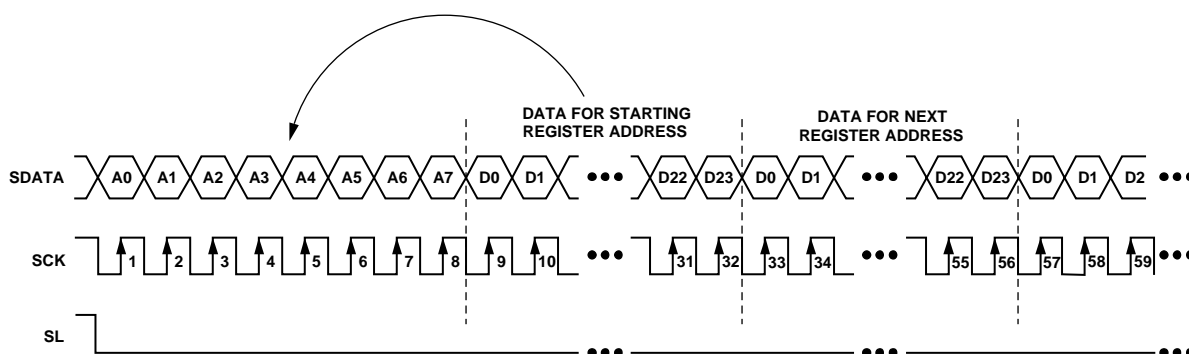 DATA FOR STARTING
REGISTER ADDRESS
DATA FOR NEXT
REGISTER ADDRESS
SDATA A0 A1 A2 A3 A4 A5 A6 A7 D0 D1 ••• D22 D23 D0 D1 ••• D22 D23 D0 D1 D2 •••
SCK 1 2 3 4 5 6 7 8 9 10 ••• 31 32 33 34 ••• 55 56 57 58 59 •••
SL ••• ••• •••